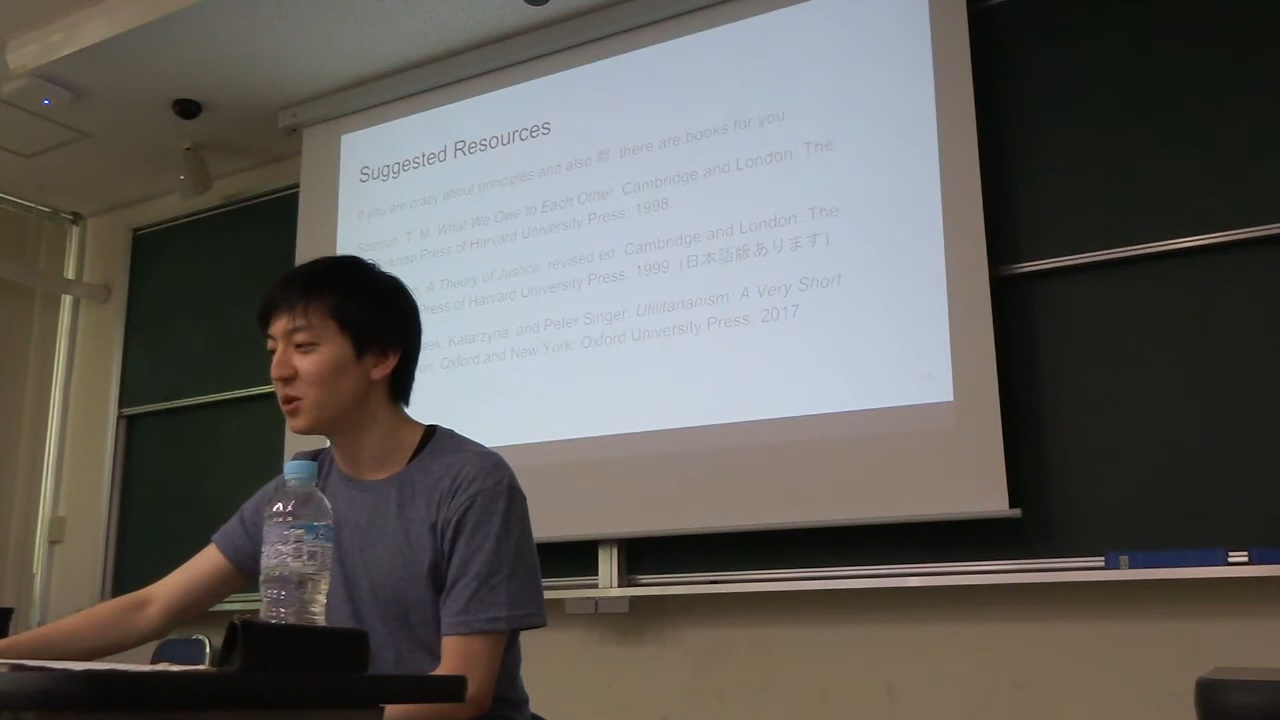 Suggested Resources
If you are crazy about principles and also 暇, there are books for you...
Scanlon, T. M. What We Owe to Each Other. Cambridge and London: The
Press of Harvard University Press, 1998.
A Theory of Justice, revised ed. Cambridge and London: The
Press of Harvard University Press, 1999. (日本語版あります)
Katarzyna, and Peter Singer. Utilitarianism: A Very Short
Oxford and New York: Oxford University Press, 2017.